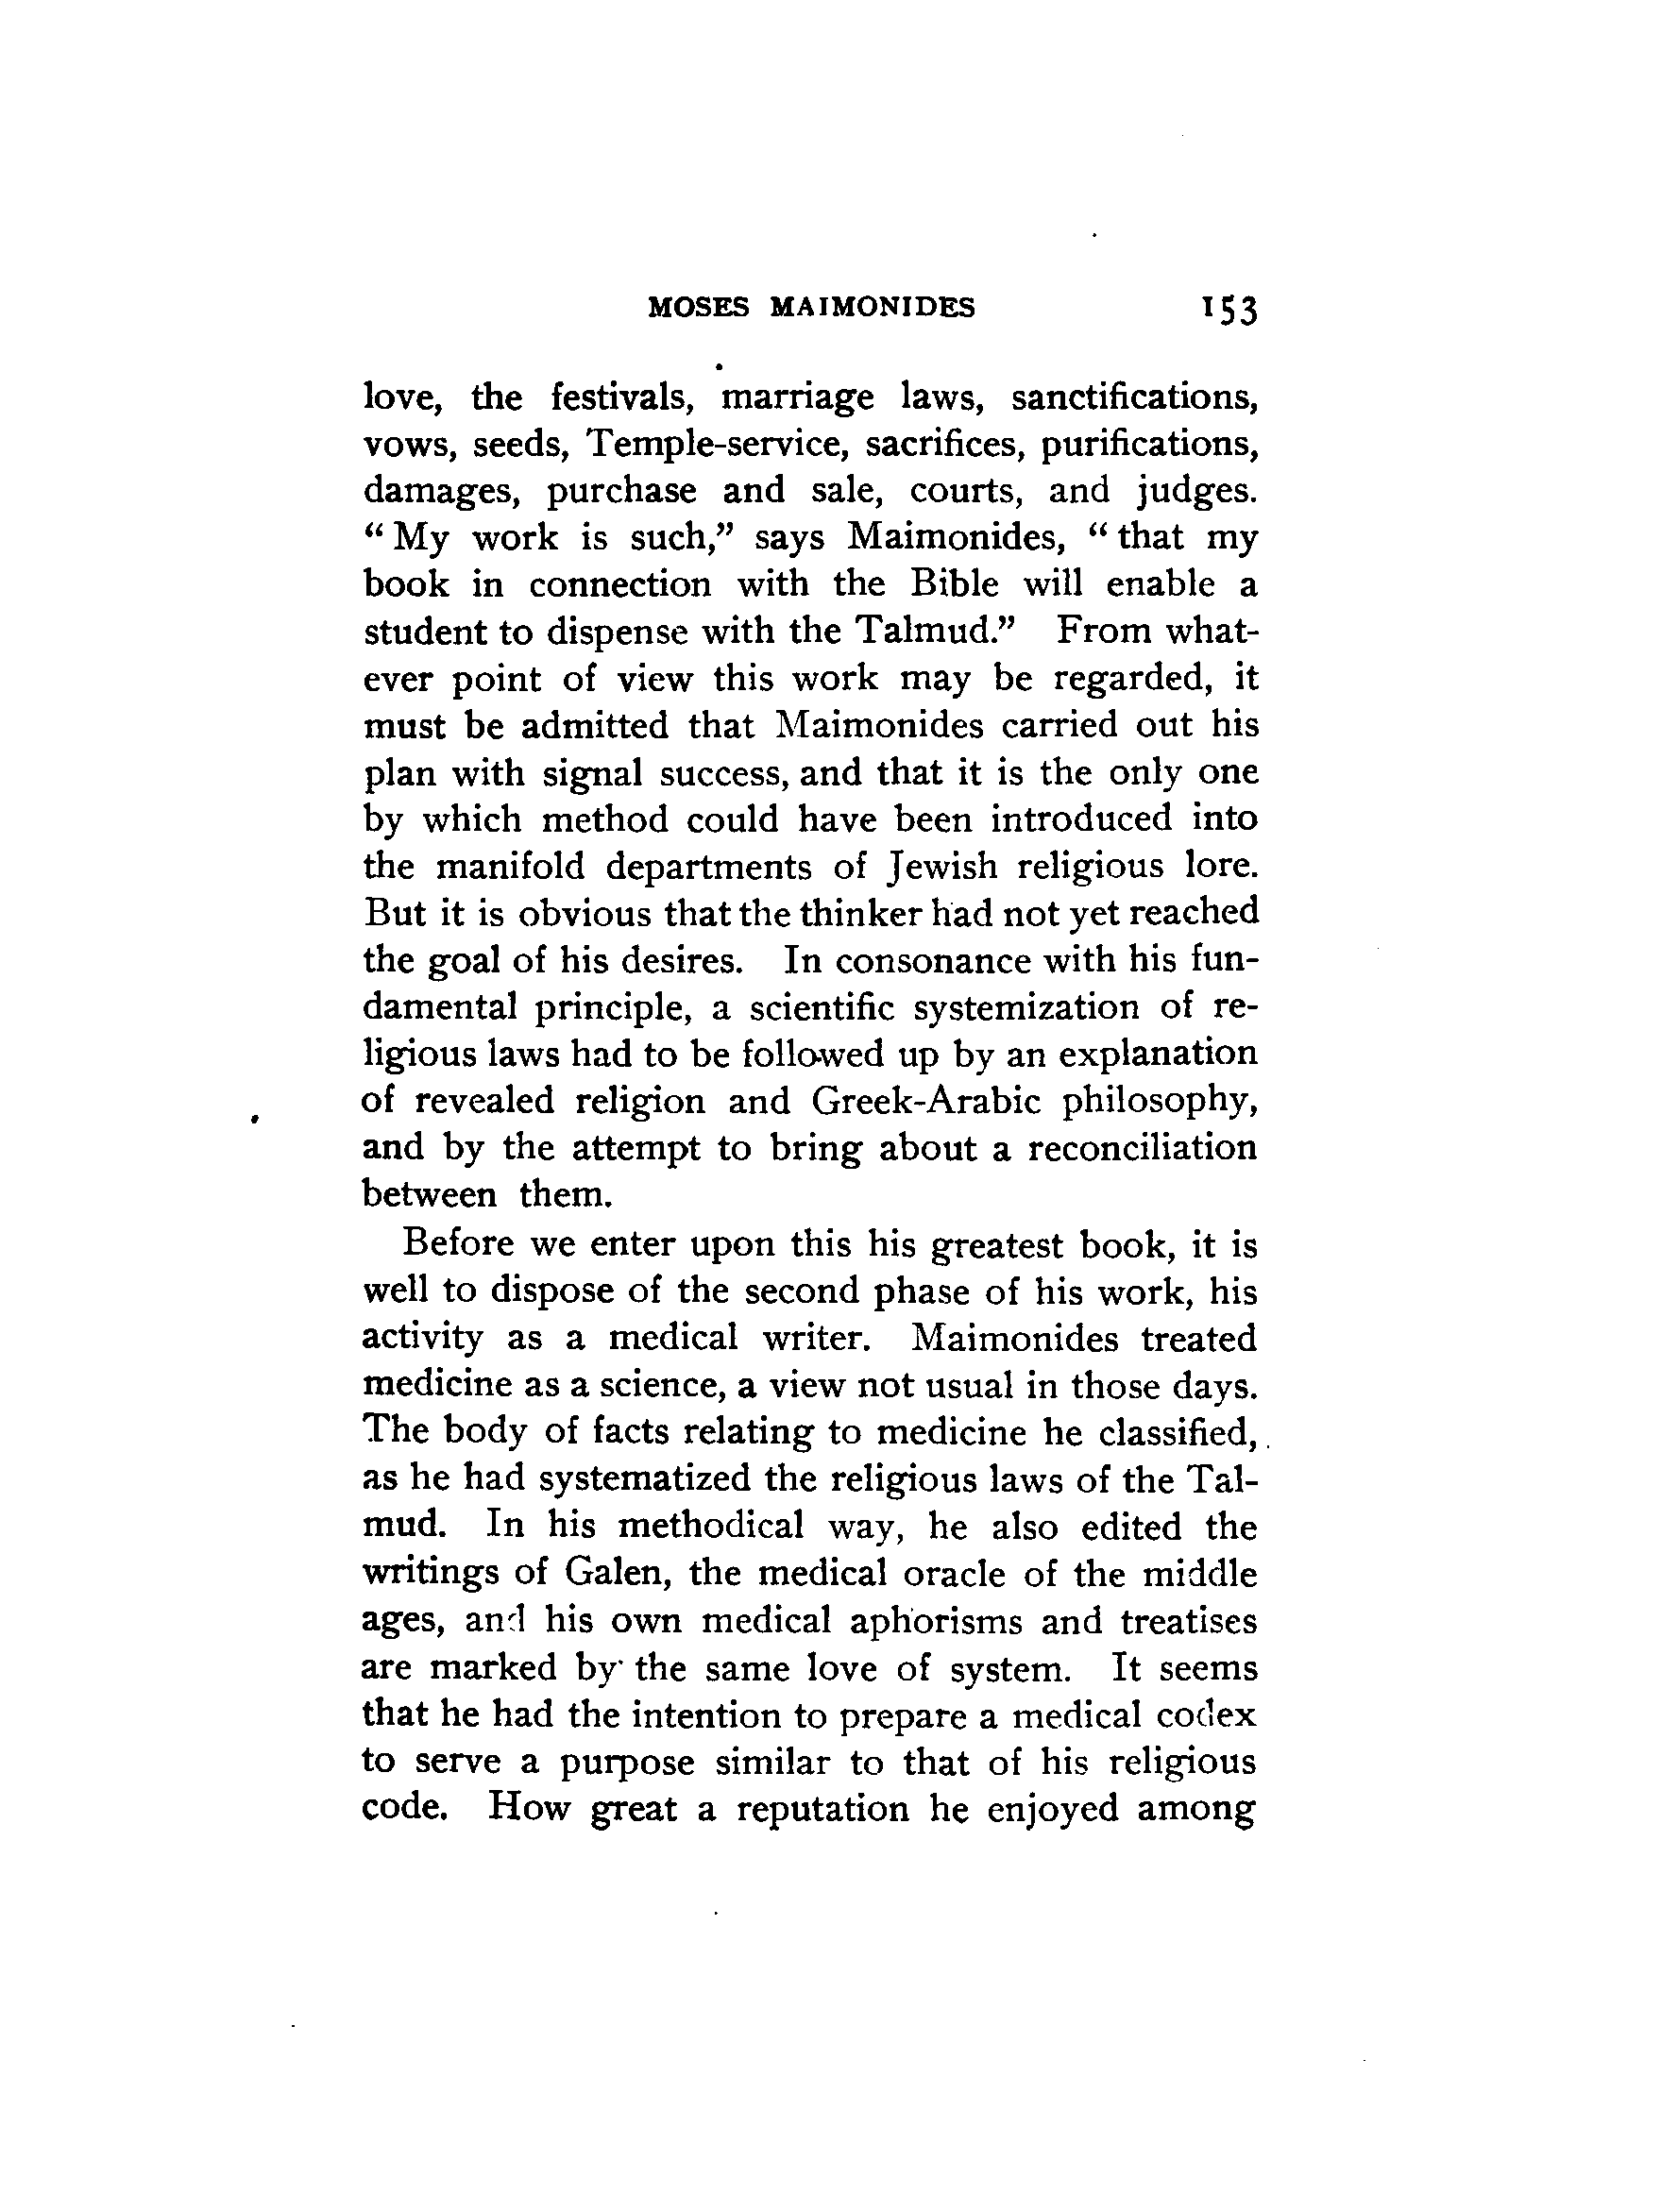 MOSES MAIMONIDES 153
love, the festivals, marriage laws, sanctifications,
vows, seeds, Temple-service, sacrifices, purifications,
damages, purchase and sale, courts, and judges.
“ My work is such,” says Maimonides, “ that my
book in connection with the Bible will enable a
student to dispense with the Talmud.” From what-
ever point of view this work may be regarded, it
must be admitted that Maimonides carried out his
plan with signal success, and that it is the only one
by which method could have been introduced into
the manifold departments of Jewish religious lore.
But it is obvious that the thinker had not yet reached
the goal of his desires. In consonance with his fun-
damental principle, a scientific systemization of re-
ligious laws had to be followed up by an explanation
of revealed religion and Greek-Arabic philosophy,
and by the attempt to bring about a reconciliation
between them.
Before we enter upon this his greatest book, it is
well to dispose of the second phase of his work, his
activity as a medical writer. Maimonides treated
medicine as a science, a view not usual in those days.
The body of facts relating to medicine he classified,
as he had systematized the religious laws of the Tal-
mud. In his methodical way, he also edited the
writings of Galen, the medical oracle of the middle
ages, and his own medical aphorisms and treatises
are marked by the same love of system. It seems
that he had the intention to prepare a medical codex
to serve a purpose similar to that of his religious
code. How great a reputation he enjoyed among